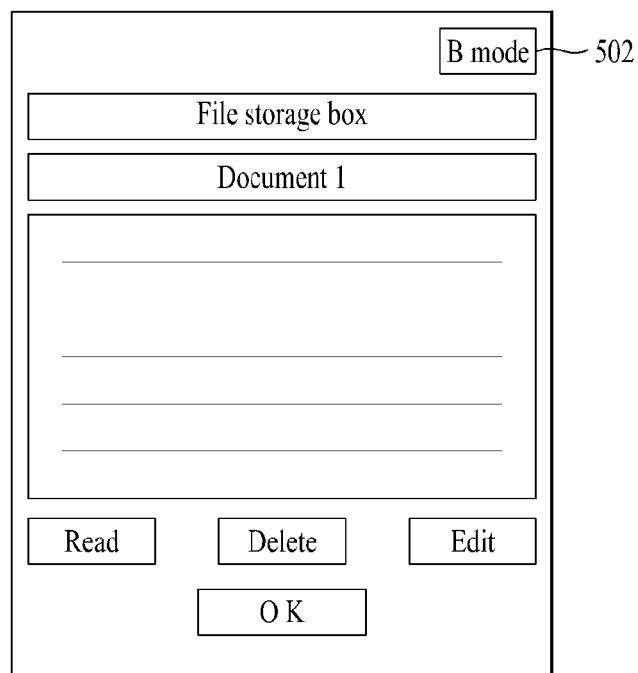 B mode 502
File storage box
Document 1
Read Delete Edit
O K